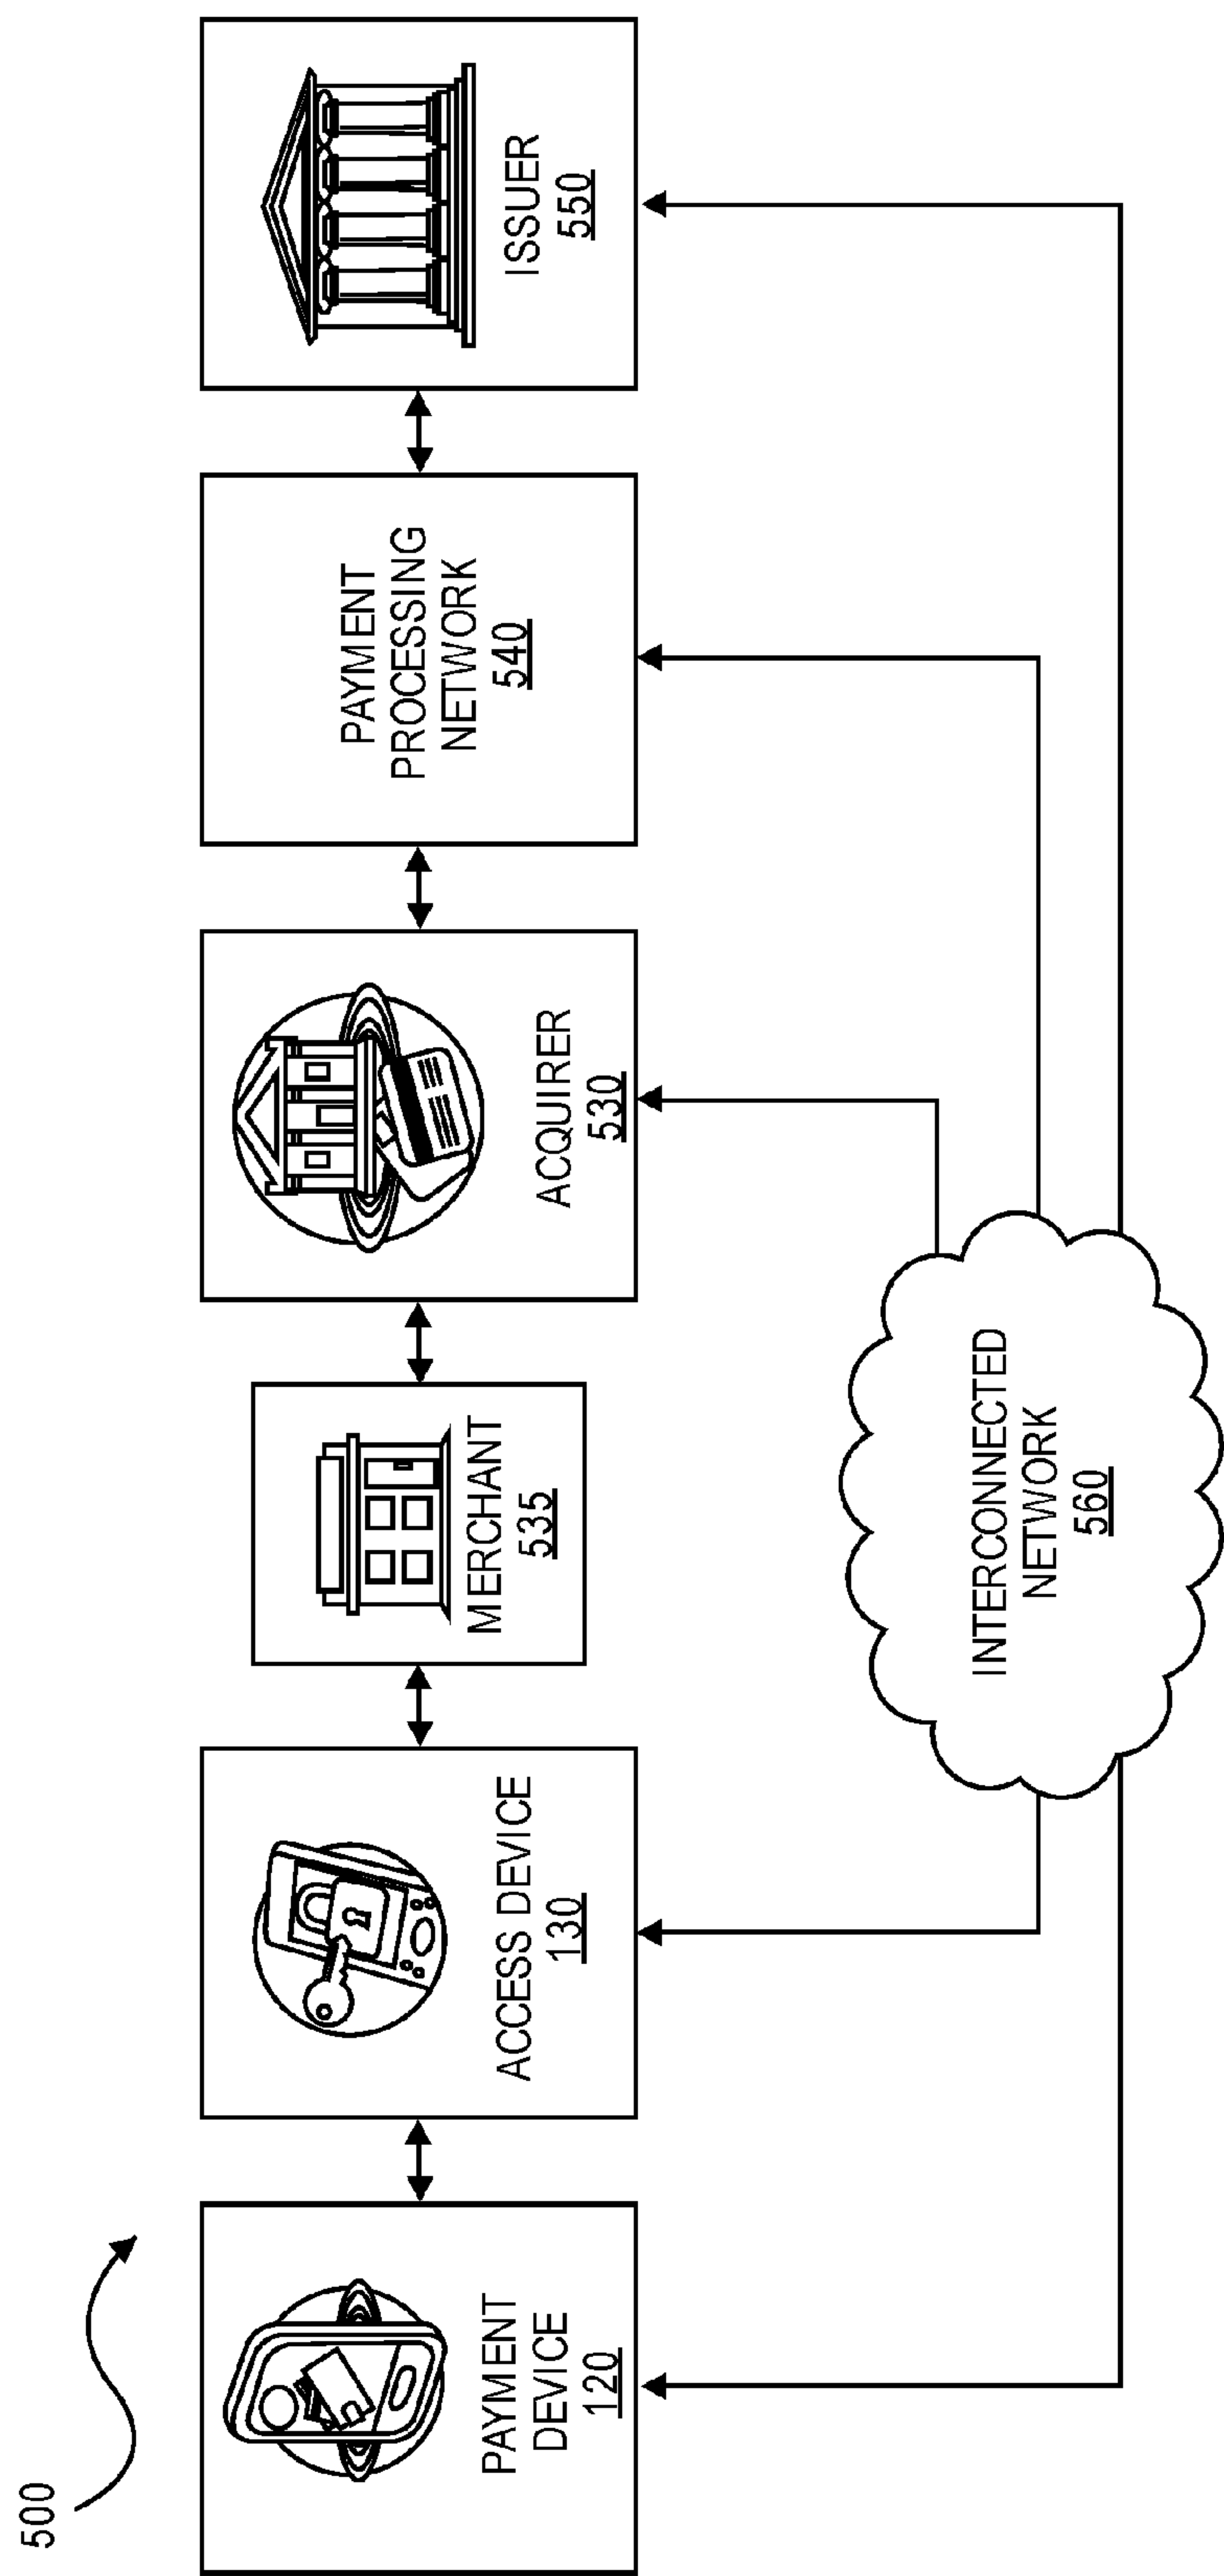 500
PAYMENT
DEVICE
120
ACCESS DEVICE
130
MERCHANT
535
ACQUIRER
530
PAYMENT
PROCESSING
NETWORK
540
ISSUER
550
INTERCONNECTED
NETWORK
560